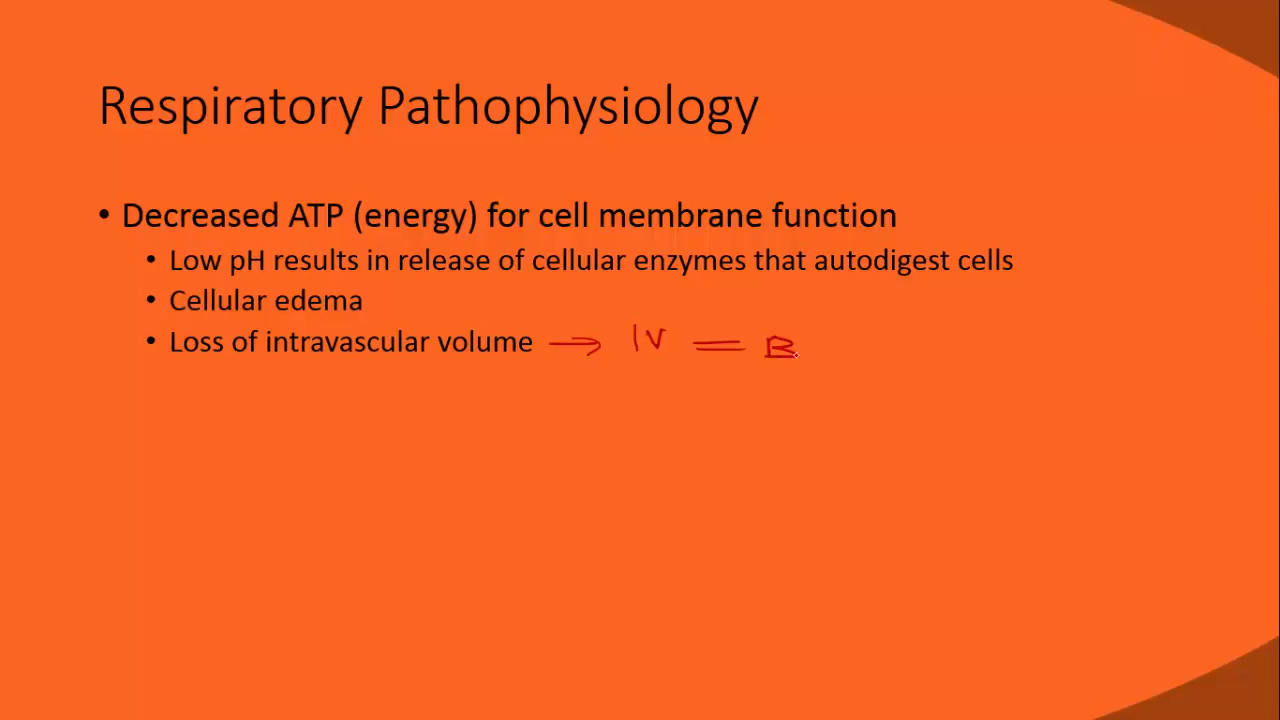 Respiratory Pathophysiology
• Decreased ATP (energy) for cell membrane function
• Low pH results in release of cellular enzymes that autodigest cells
• Cellular edema
• Loss of intravascular volume → IV = B